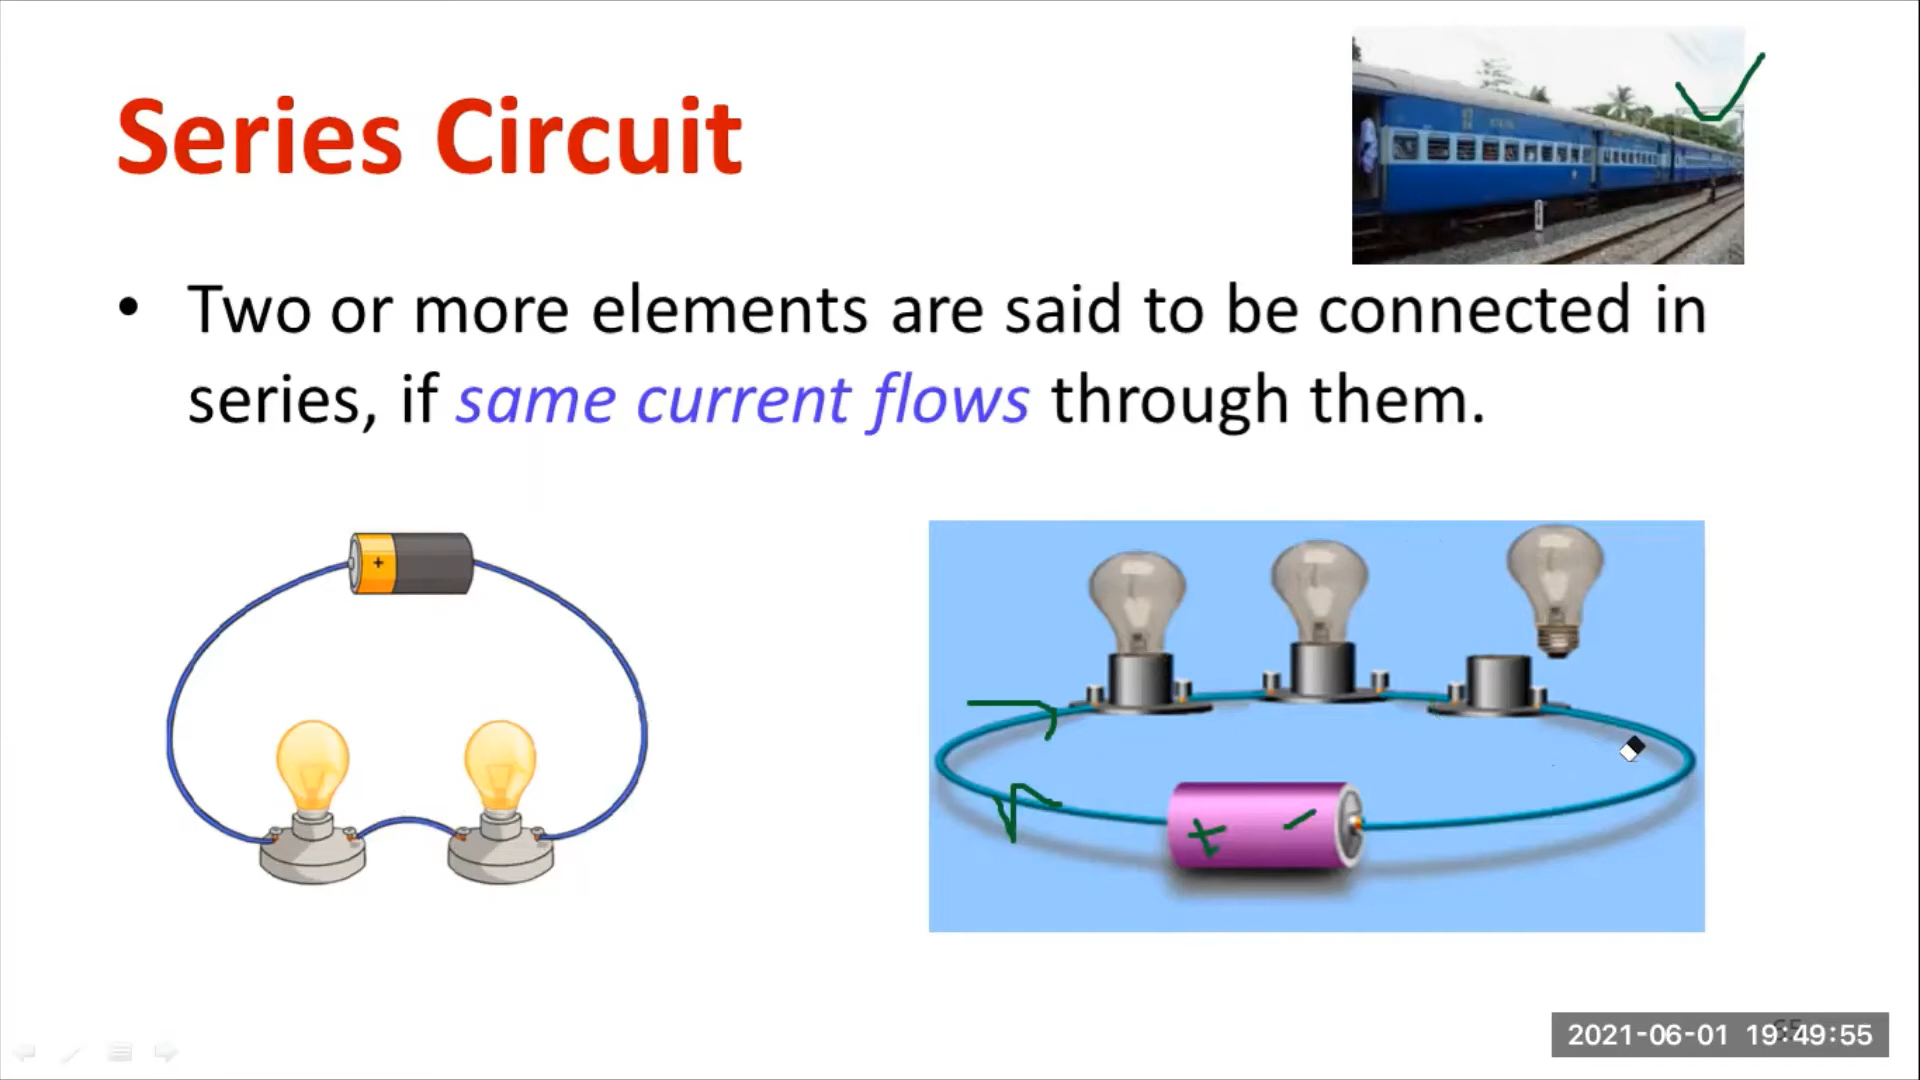 Series Circuit
• Two or more elements are said to be connected in
series, if same current flows through them.
+
+ -
2021-06-01 19:49:55